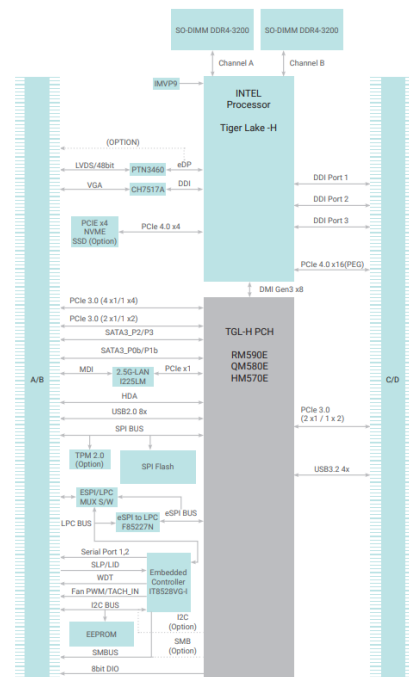 SO-DIMM DDR4-3200
SO-DIMM DDR4-3200
Channel A
Channel B
IMVP9
INTEL
Processor
Tiger Lake -H
(OPTION)
LVDS/48bit
PTN3460
eDP
VGA
CH7517A
DDI
DDI Port 1
DDI Port 2
DDI Port 3
PCIE x4
NVME
SSD (Option)
PCIe 4.0 x4
PCIe 4.0 x16(PEG)
DMI Gen3 x8
PCIe 3.0 (4 x1/1 x4)
PCIe 3.0 (2 x1/1 x2)
SATA3_P2/P3
SATA3_P0b/P1b
TGL-H PCH
RM590E
QM580E
HM570E
A/B
C/D
MDI
2.5G-LAN
I225LM
PCIe x1
HDA
USB2.0 8x
SPI BUS
PCIe 3.0
(2 x1 / 1 x 2)
TPM 2.0
(Option)
SPI Flash
USB3.2 4x
ESPI/LPC
MUX S/W
eSPI BUS
LPC BUS
eSPI to LPC
F85227N
Serial Port 1,2
SLP/LID
WDT
Fan PWM/TACH_IN
I2C BUS
Embedded
Controller
IT8528VG-I
EEPROM
I2C
(Option)
SMB
(Option)
SMBUS
8bit DIO